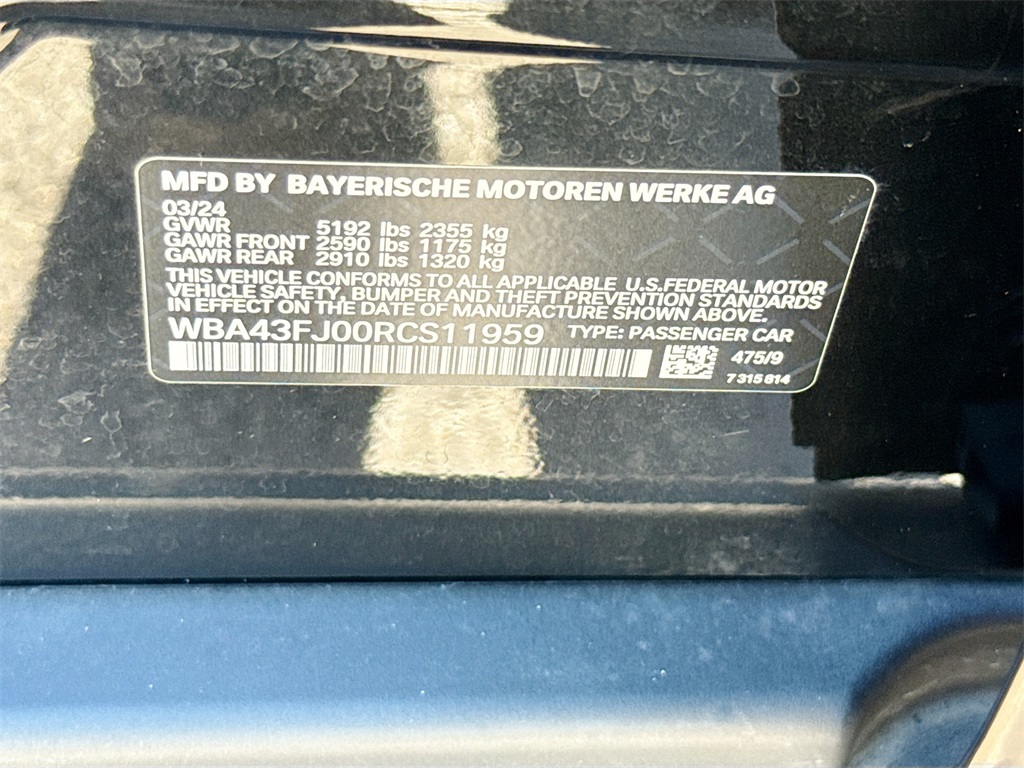 MFD BY BAYERISCHE MOTOREN WERKE AG
03/24
GVWR 5192 lbs 2355 kg
GAWR FRONT 2590 lbs 1175 kg
GAWR REAR 2910 lbs 1320 kg
THIS VEHICLE CONFORMS TO ALL APPLICABLE U.S.FEDERAL MOTOR
VEHICLE SAFETY, BUMPER AND THEFT PREVENTION STANDARDS
IN EFFECT ON THE DATE OF MANUFACTURE SHOWN ABOVE.
WBA43FJ00RCS11959 TYPE: PASSENGER CAR
475/9
7 315 814